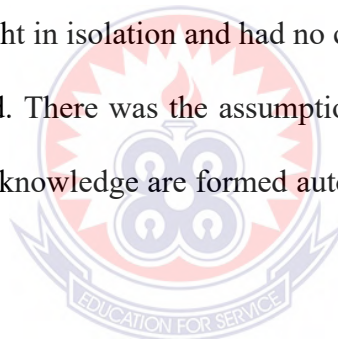 ht in isolation and had no
d. There was the assumptio
knowledge are formed aut
EDUCATION FOR SERVICE